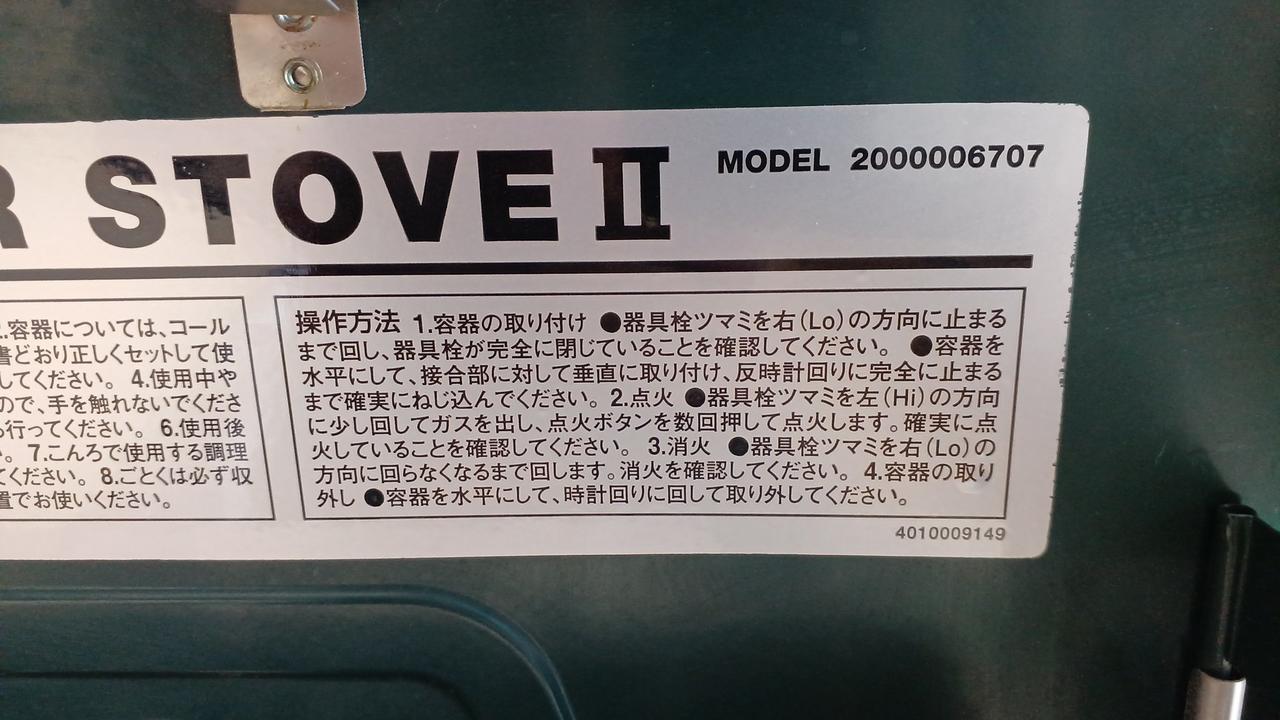 R STOVE II MODEL 2000006707
2.容器については、コール
書どおり正しくセットして使
してください。 4.使用中や
ので、手を触れないでくださ
行ってください。 6.使用後
。 7.こんろで使用する調理
てください。 8.ごとくは必ず収
置でお使いください。
操作方法 1.容器の取り付け ●器具栓ツマミを右(Lo)の方向に止まる
まで回し、器具栓が完全に閉じていることを確認してください。 ●容器を
水平にして、接合部に対して垂直に取り付け、反時計回りに完全に止まる
まで確実にねじ込んでください。 2.点火 ●器具栓ツマミを左(Hi)の方向
に少し回してガスを出し、点火ボタンを数回押して点火します。確実に点
火していることを確認してください。 3.消火 ●器具栓ツマミを右(Lo)の
方向に回らなくなるまで回します。消火を確認してください。 4.容器の取り
外し ●容器を水平にして、時計回りに回して取り外してください。
4010009149